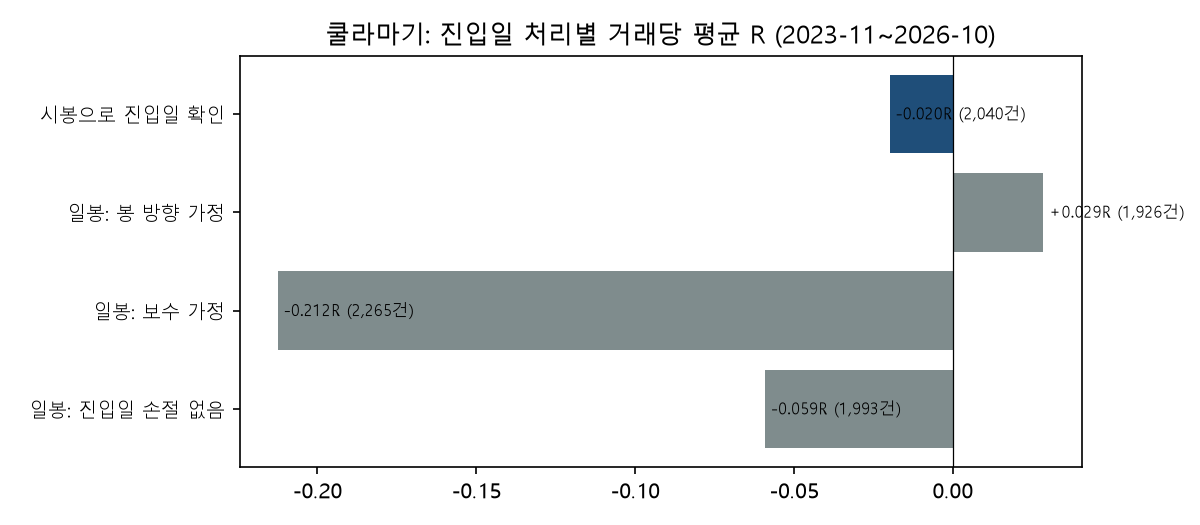 쿨라마기: 진입일 처리별 거래당 평균 R (2023-11~2026-10)
시봉으로 진입일 확인
-0.020R (2,040건)
일봉: 봉 방향 가정
+0.029R (1,926건)
일봉: 보수 가정
-0.212R (2,265건)
일봉: 진입일 손절 없음
-0.059R (1,993건)
-0.20 -0.15 -0.10 -0.05 0.00